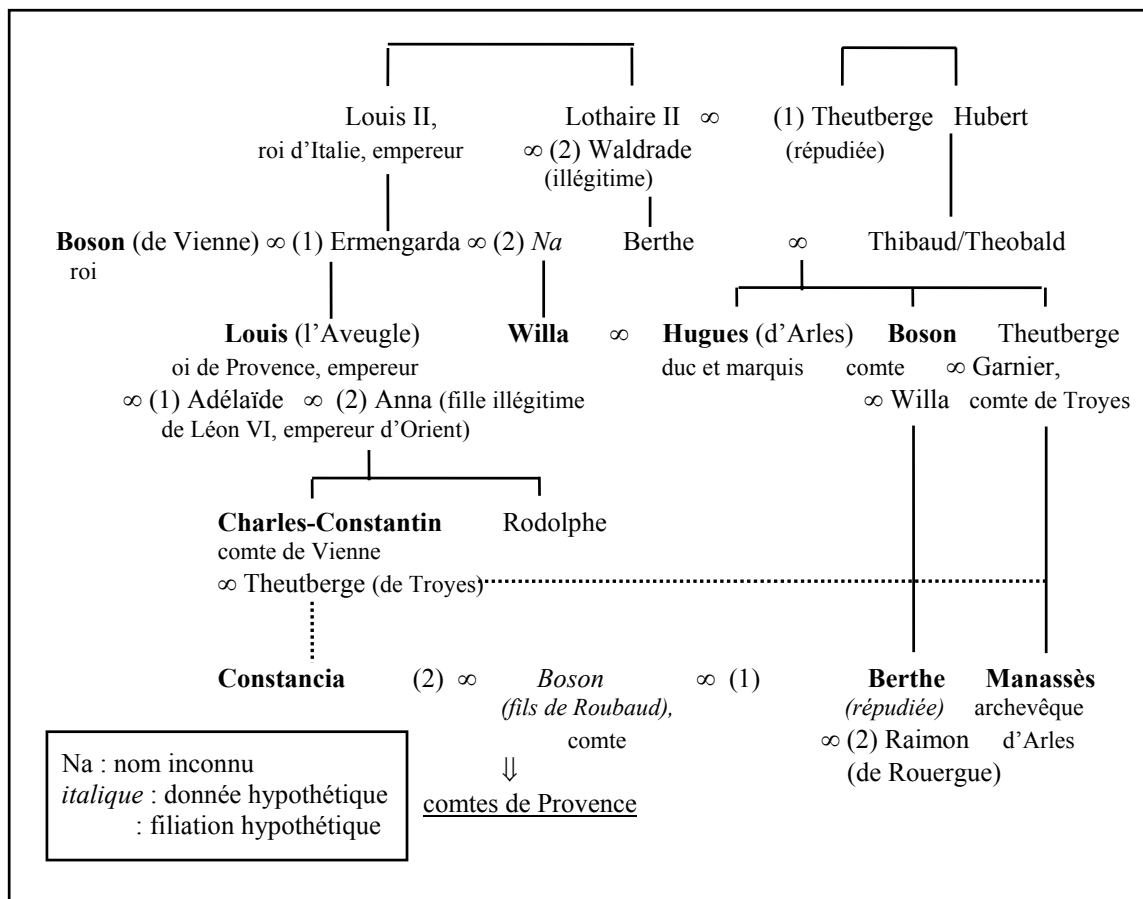 Louis II, Lothaire II ∞ (1) Theutberge Hubert
roi d'Italie, empereur ∞ (2) Waldrade (répudiée)
(illégitime)
Boson (de Vienne) ∞ (1) Ermengarda ∞ (2) Na Berthe ∞ Thibaud/Theobald
roi
Louis (l'Aveugle) Willa ∞ Hugues (d'Arles) Boson Theutberge
oi de Provence, empereur duc et marquis comte ∞ Garnier,
∞ (1) Adélaïde ∞ (2) Anna (fille illégitime ∞ Willa comte de Troyes
de Léon VI, empereur d'Orient)
Charles-Constantin Rodolphe
comte de Vienne
∞ Theutberge (de Troyes)
Constancia (2) ∞ Boson ∞ (1) Berthe Manassès
(fils de Roubaud), (répudiée) archevêque
comte ∞ (2) Raimon d'Arles
(de Rouergue)
⇓
comtes de Provence
Na : nom inconnu
italique : donnée hypothétique
: filiation hypothétique